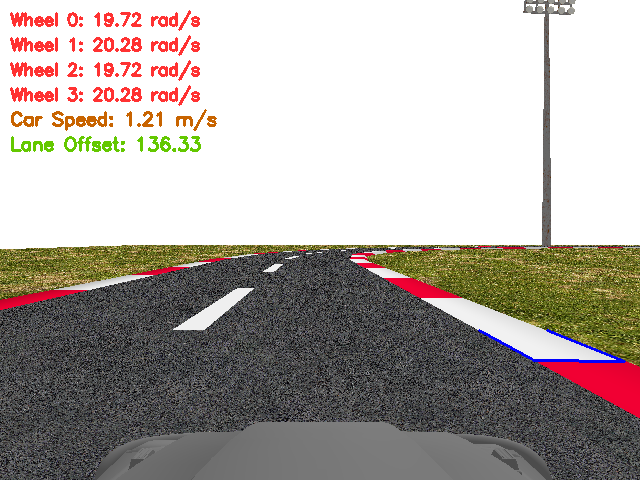 Wheel 0: 19.72 rad/s
Wheel 1: 20.28 rad/s
Wheel 2: 19.72 rad/s
Wheel 3: 20.28 rad/s
Car Speed: 1.21 m/s
Lane Offset: 136.33